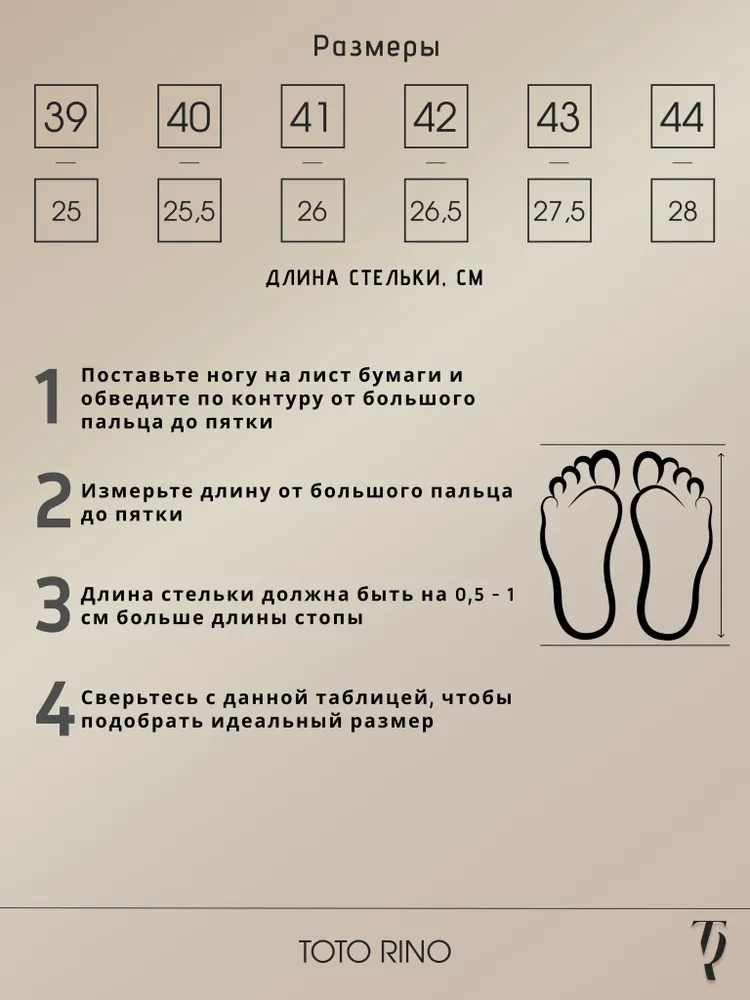 Размеры
39 40 41 42 43 44
— — — — — —
25 25,5 26 26,5 27,5 28
ДЛИНА СТЕЛЬКИ, СМ
1 Поставьте ногу на лист бумаги и
обведите по контуру от большого
пальца до пятки
2 Измерьте длину от большого пальца
до пятки
3 Длина стельки должна быть на 0,5 - 1
см больше длины стопы
4 Сверьтесь с данной таблицей, чтобы
подобрать идеальный размер
TOTO RINO
TR